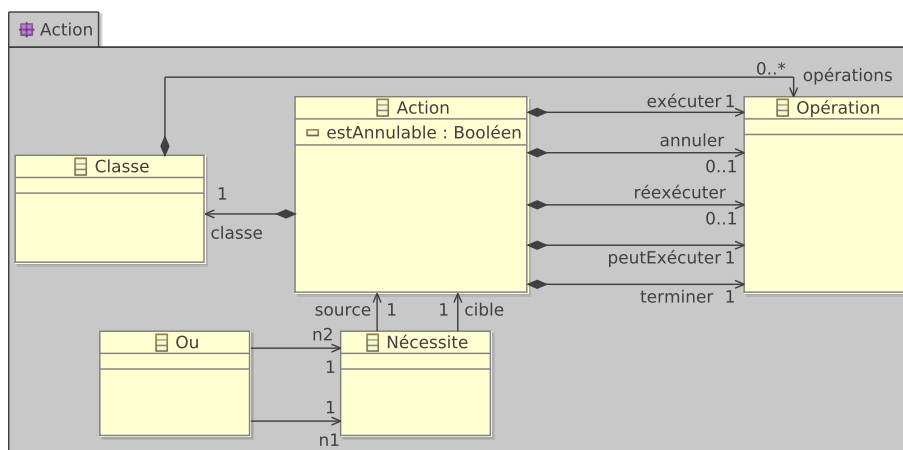 Action
0..*
opérations
Action
exécuter 1
Opération
estAnnulable : Booléen
annuler
0..1
Classe
1
classe
réexécuter
0..1
peutExécuter 1
terminer 1
source 1
1 cible
Ou
n2
1
Nécessite
1
n1